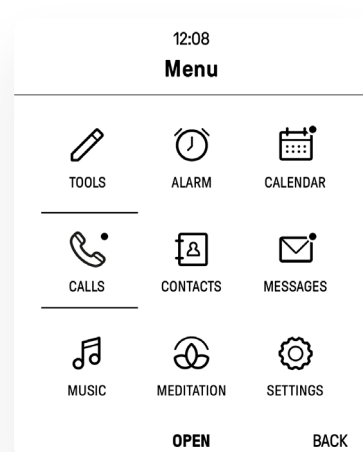 12:08
Menu
TOOLS ALARM CALENDAR
CALLS CONTACTS MESSAGES
MUSIC MEDITATION SETTINGS
OPEN BACK